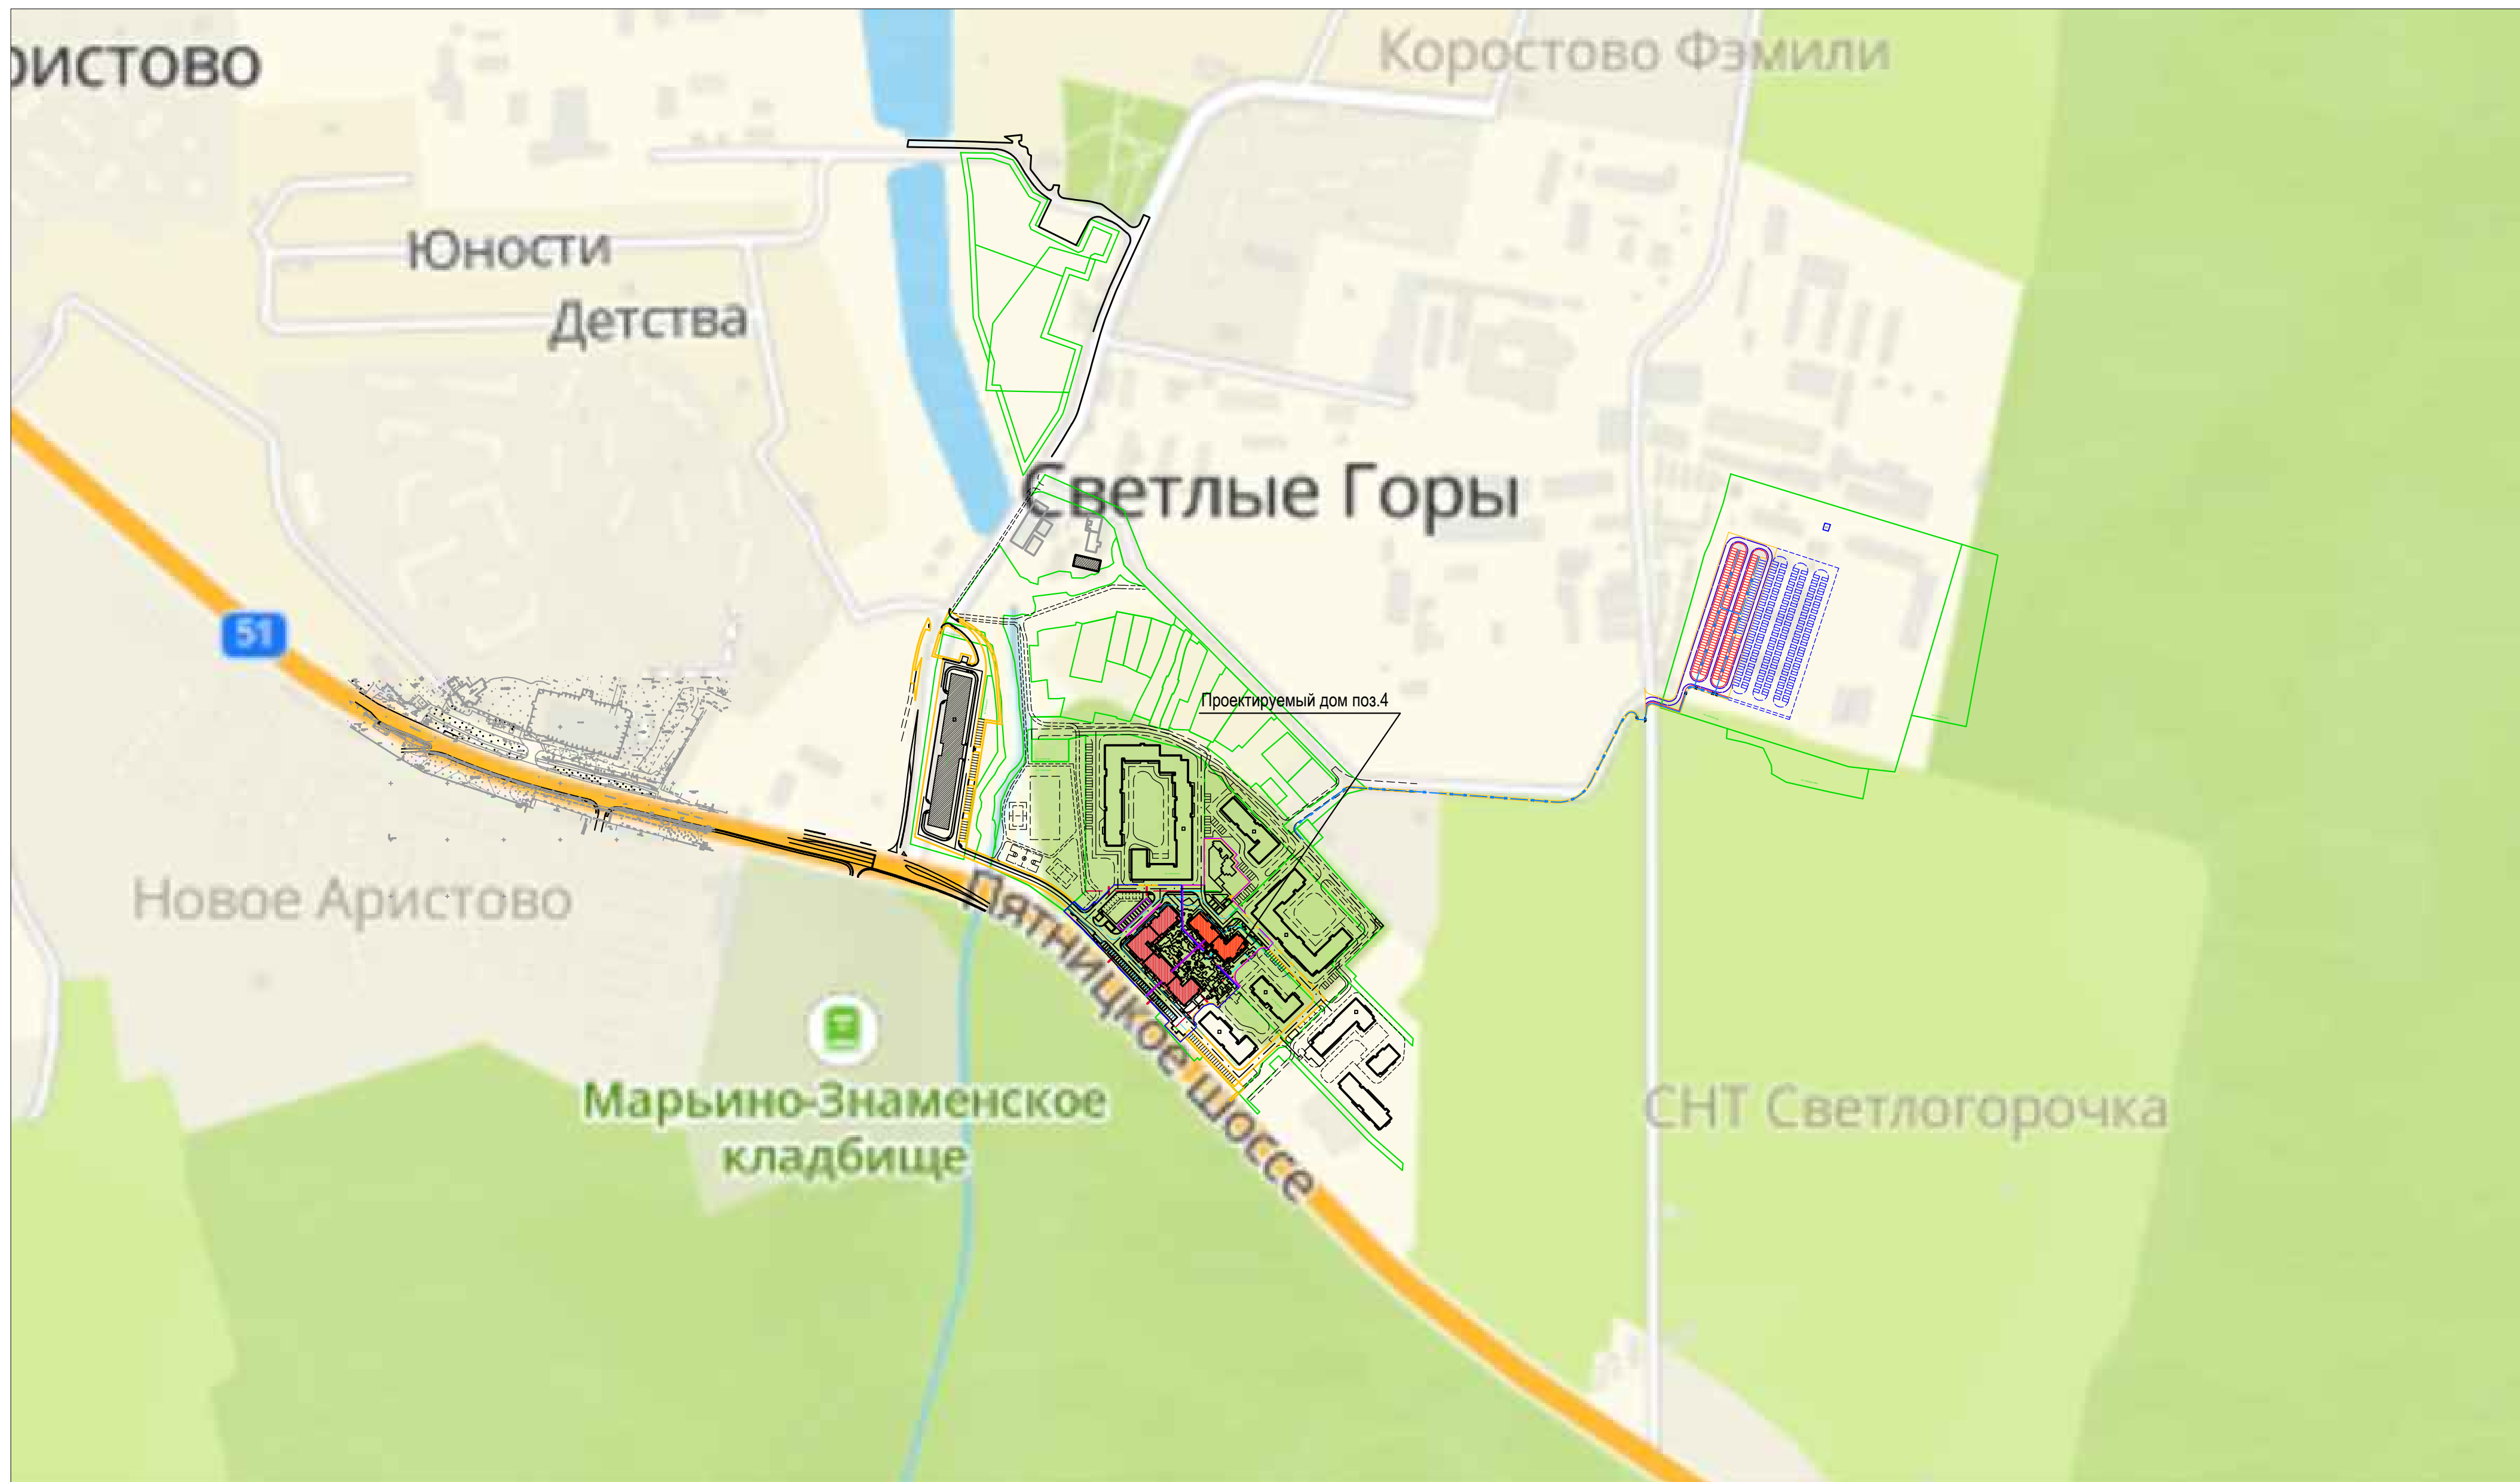 ристово
Коростово Фэмили
Юности
Детства
Светлые Горы
51
Проектируемый дом поз.4
Новое Аристово
Пятницкое шоссе
Марьино-Знаменское
кладбище
СНТ Светлогорочка